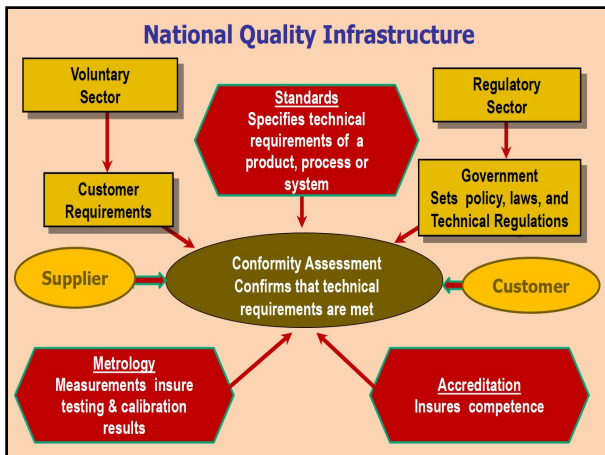 National Quality Infrastructure
Voluntary
Sector
Standards
Specifies technical
requirements of a
product, process or
system
Regulatory
Sector
Customer
Requirements
Government
Sets policy, laws, and
Technical Regulations
Supplier
Conformity Assessment
Confirms that technical
requirements are met
Customer
Metrology
Measurements insure
testing & calibration
results
Accreditation
Insures competence